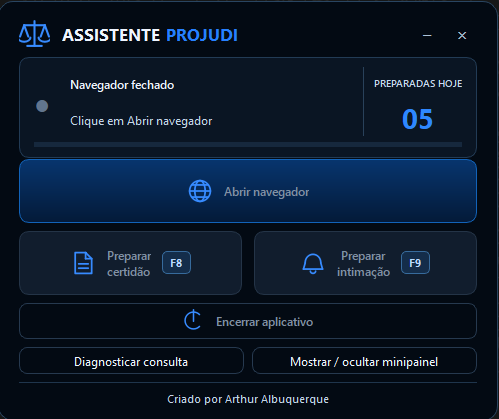 ASSISTENTE PROJUDI
Navegador fechado
Clique em Abrir navegador
PREPARADAS HOJE
05
Abrir navegador
Preparar
certidão
F8
Preparar
intimação
F9
Encerrar aplicativo
Diagnosticar consulta
Mostrar / ocultar minipainel
Criado por Arthur Albuquerque